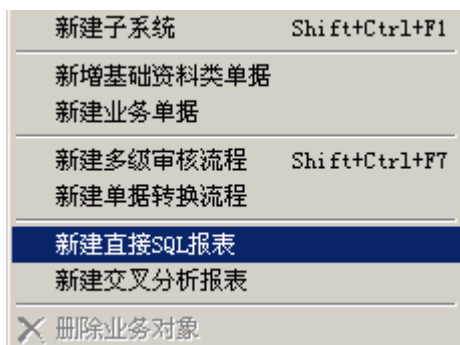 新建子系统 Shift+Ctrl+F1
新增基础资料类单据
新建业务单据
新建多级审核流程 Shift+Ctrl+F7
新建单据转换流程
新建直接SQL报表
新建交叉分析报表
删除业务对象